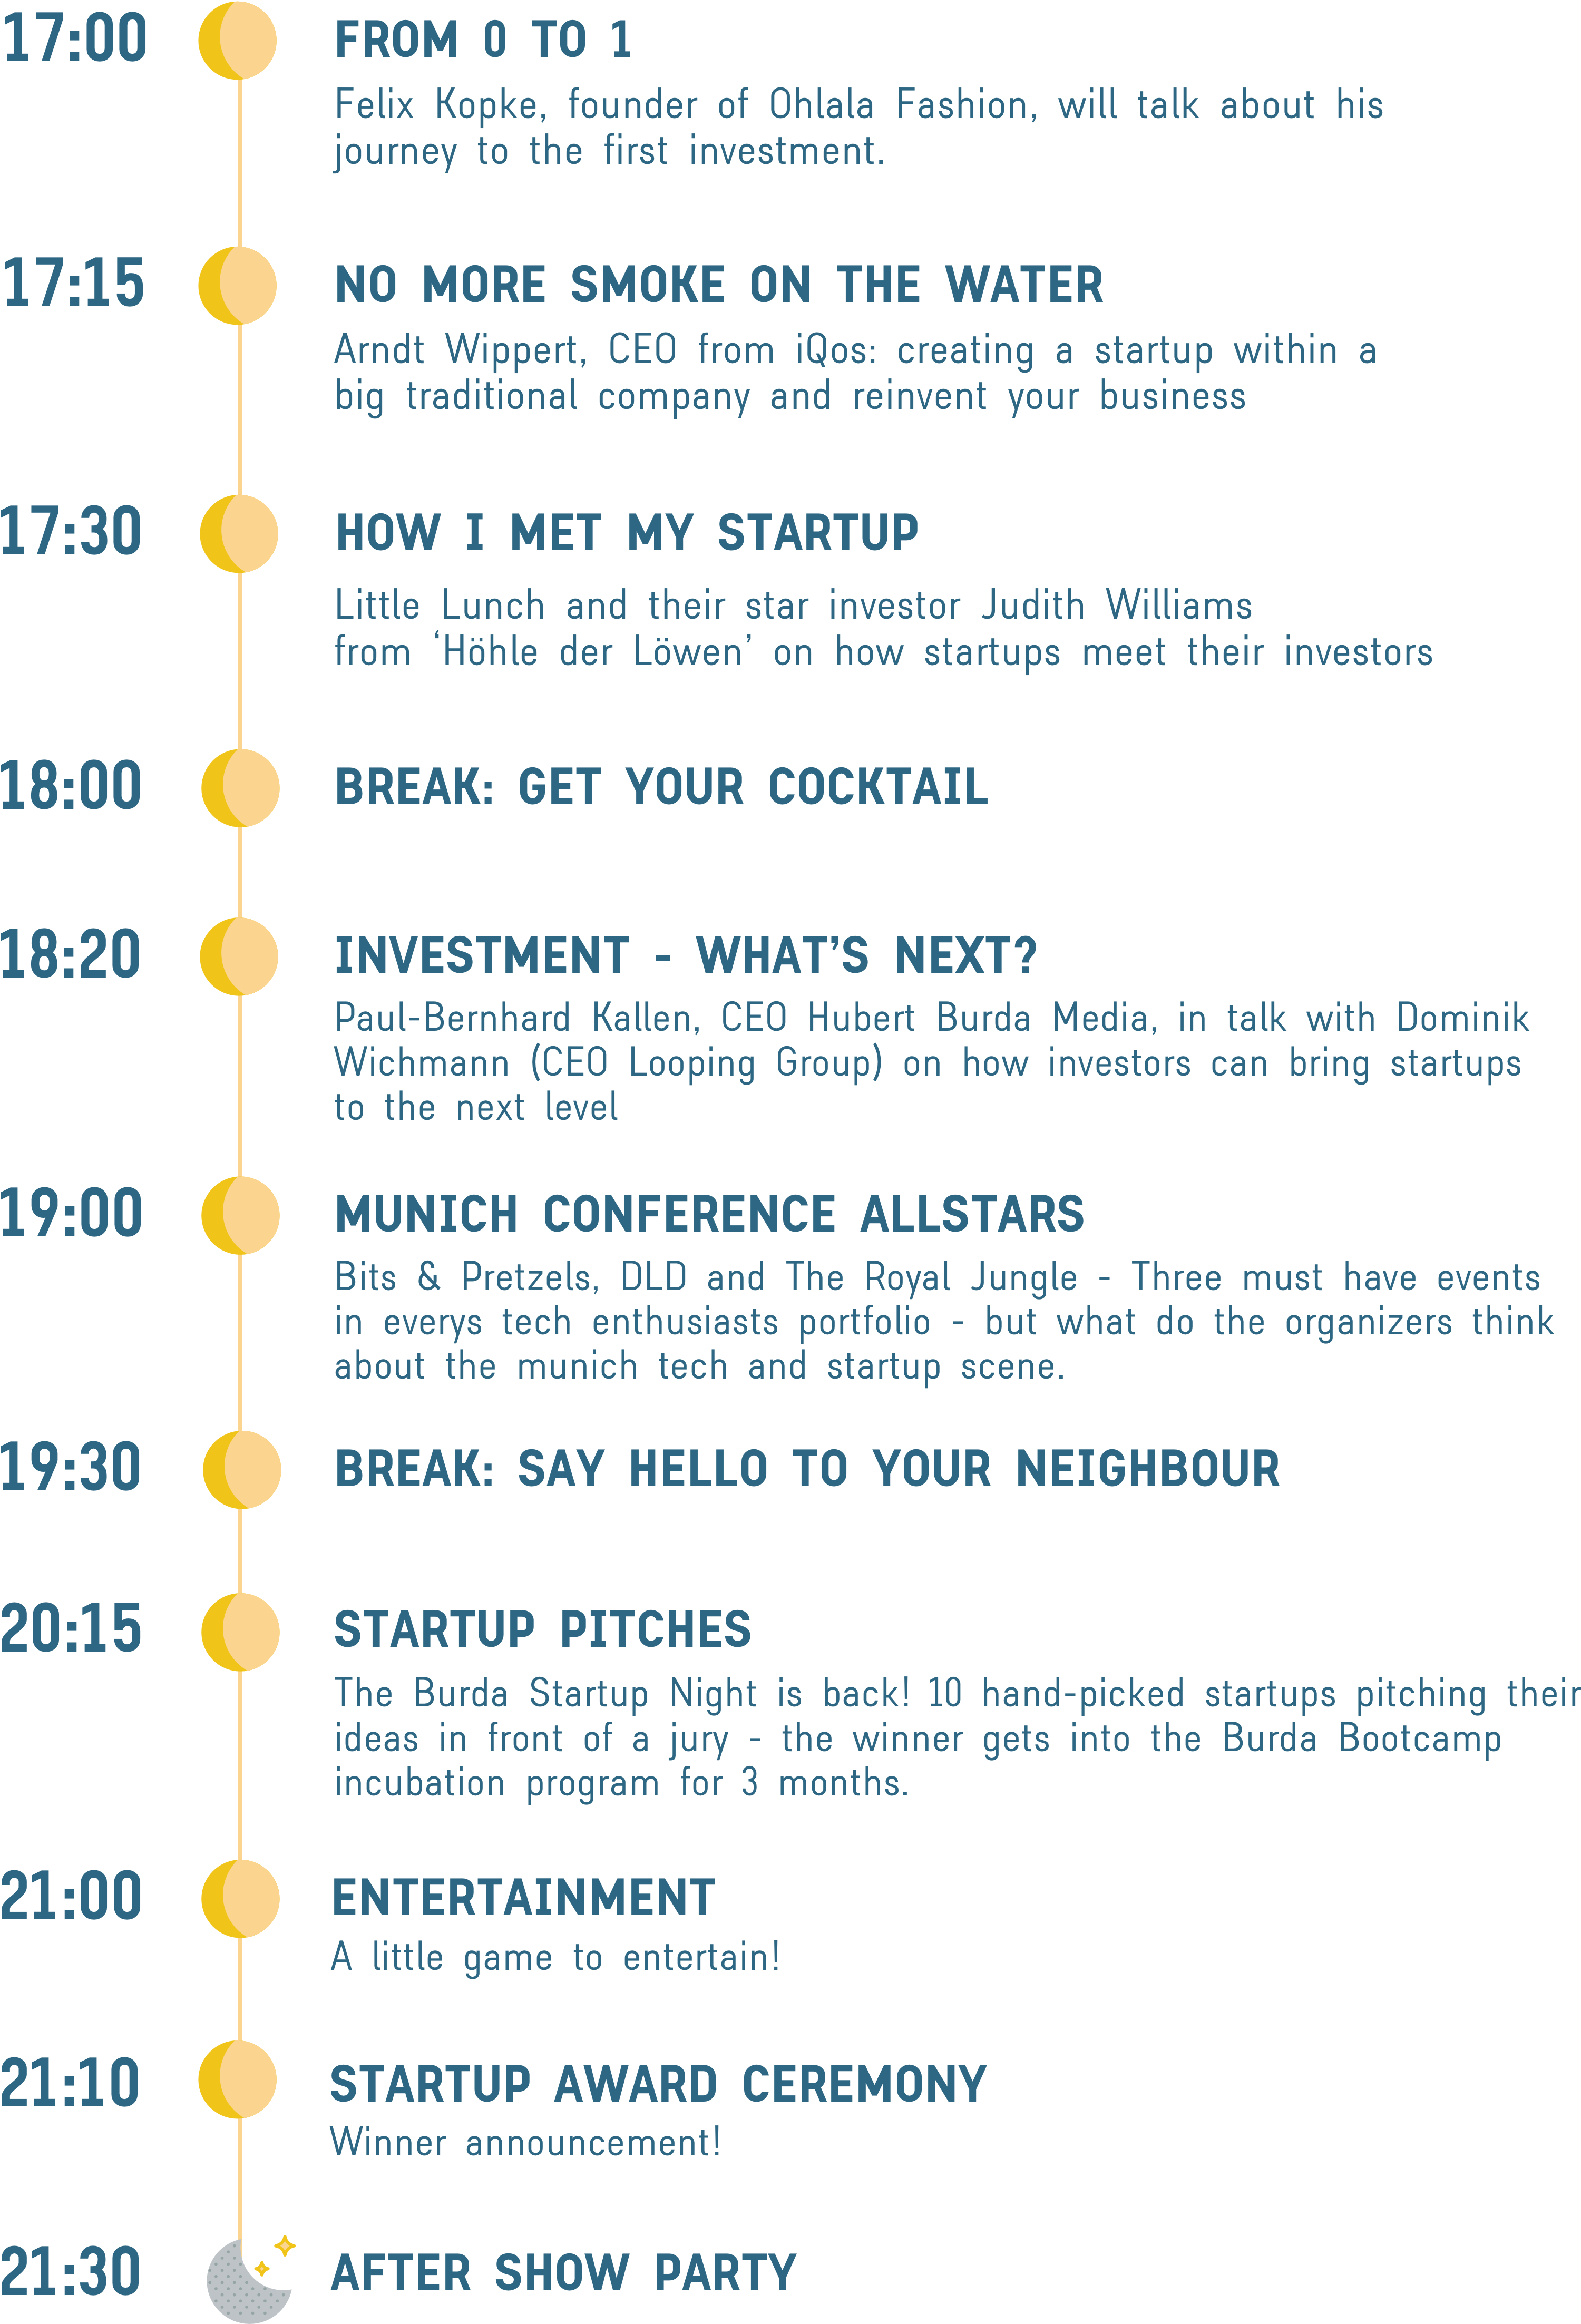 17:00 FROM 0 TO 1
Felix Kopke, founder of Ohlala Fashion, will talk about his
journey to the first investment.
17:15 NO MORE SMOKE ON THE WATER
Arndt Wippert, CEO from iQos: creating a startup within a
big traditional company and reinvent your business
17:30 HOW I MET MY STARTUP
Little Lunch and their star investor Judith Williams
from ‘Höhle der Löwen’ on how startups meet their investors
18:00 BREAK: GET YOUR COCKTAIL
18:20 INVESTMENT - WHAT’S NEXT?
Paul-Bernhard Kallen, CEO Hubert Burda Media, in talk with Dominik
Wichmann (CEO Looping Group) on how investors can bring startups
to the next level
19:00 MUNICH CONFERENCE ALLSTARS
Bits & Pretzels, DLD and The Royal Jungle - Three must have events
in everys tech enthusiasts portfolio - but what do the organizers think
about the munich tech and startup scene.
19:30 BREAK: SAY HELLO TO YOUR NEIGHBOUR
20:15 STARTUP PITCHES
The Burda Startup Night is back! 10 hand-picked startups pitching their
ideas in front of a jury - the winner gets into the Burda Bootcamp
incubation program for 3 months.
21:00 ENTERTAINMENT
A little game to entertain!
21:10 STARTUP AWARD CEREMONY
Winner announcement!
21:30 AFTER SHOW PARTY